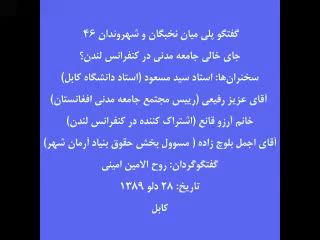 گفتگو پلی میان نخبگان و شهروندان ۴۶
جای خالی جامعه مدنی در کنفرانس لندن؟
سخنران‌ها: استاد سید مسعود (استاد دانشگاه کابل)
آقای عزیز رفیعی (رییس مجتمع جامعه مدنی افغانستان)
خانم آرزو قانع (اشتراک کننده در کنفرانس لندن)
آقای اجمل بلوچ زاده ( مسوول بخش حقوق بنیاد آرمان شهر)
گفتگوگردان: روح الامین امینی
تاریخ: ۲۸ دلو ۱۳۸۹
کابل